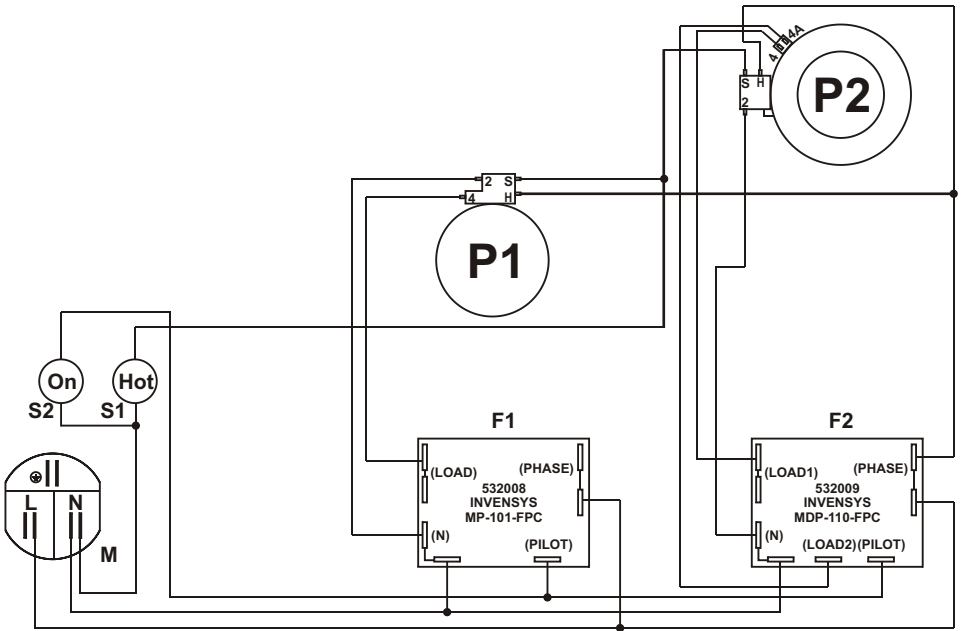 4 4A
S H
2
P2
2 S
4 H
P1
On
S2
Hot
S1
F1
(LOAD)
(PHASE)
532008
INVENSYS
MP-101-FPC
(N)
(PILOT)
F2
(LOAD1)
(PHASE)
532009
INVENSYS
MDP-110-FPC
(N)
(LOAD2)(PILOT)
L N
M